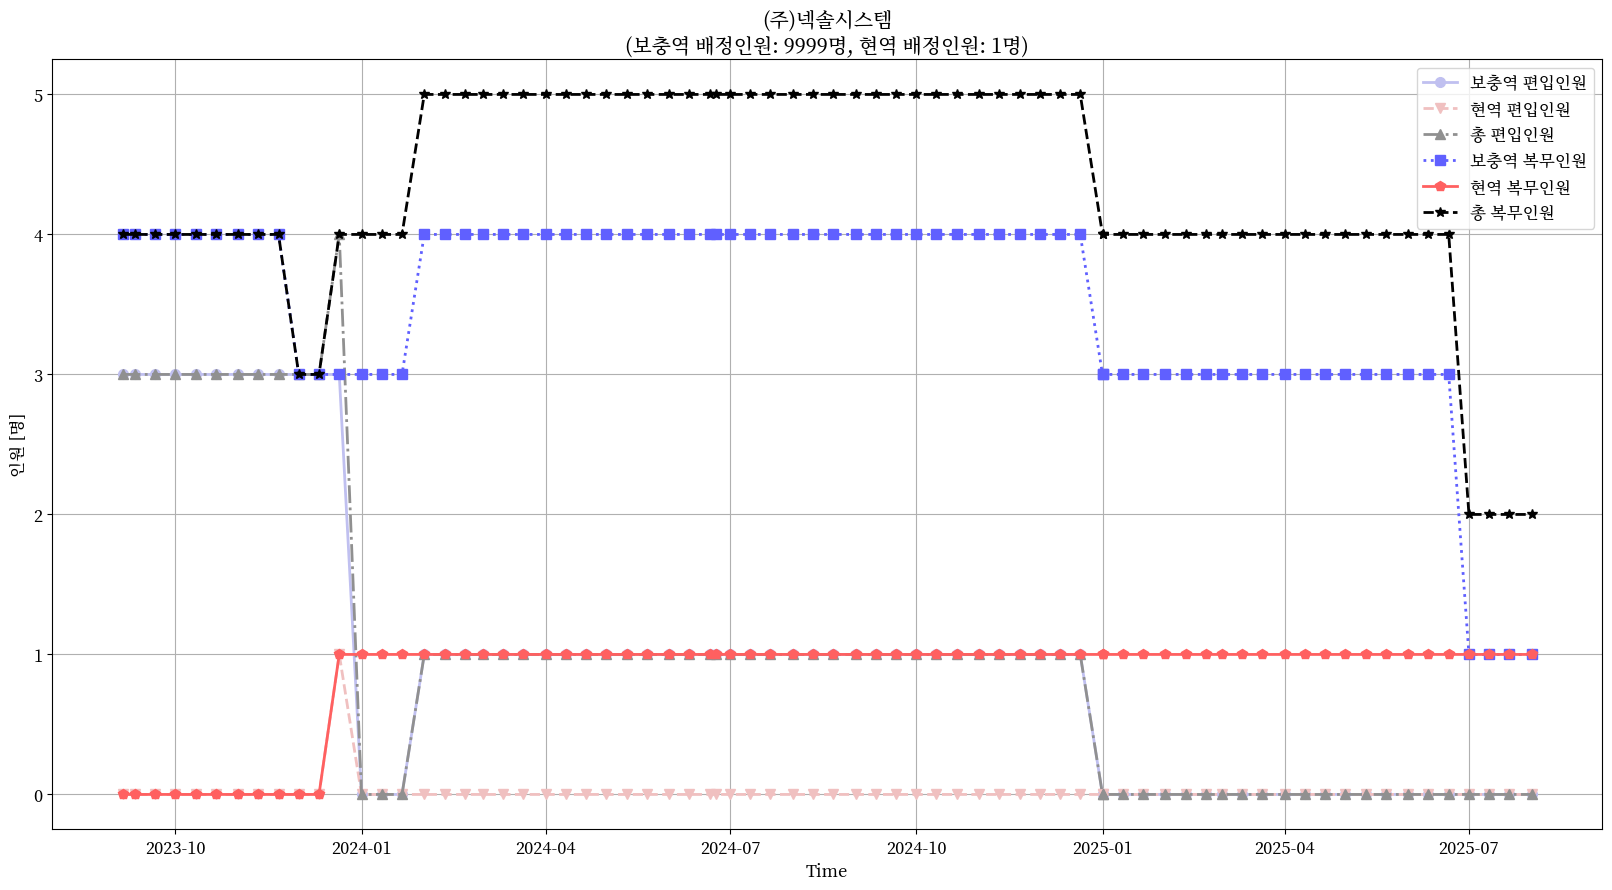 (주)넥솔시스템
(보충역 배정인원: 9999명, 현역 배정인원: 1명)
보충역 편입인원
현역 편입인원
총 편입인원
보충역 복무인원
현역 복무인원
총 복무인원
인원 [명]
5
4
3
2
1
0
2023-10
2024-01
2024-04
2024-07
2024-10
2025-01
2025-04
2025-07
Time